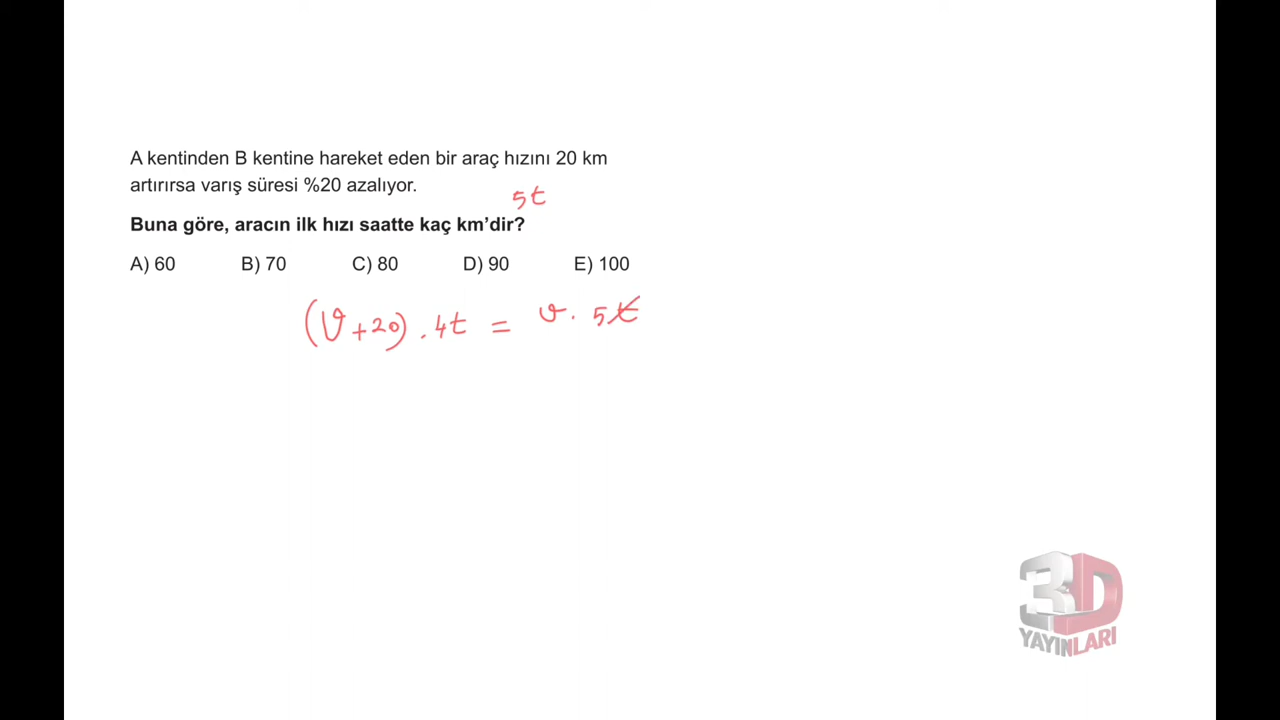 A kentinden B kentine hareket eden bir araç hızını 20 km
artırırsa varış süresi %20 azalıyor.
5t
Buna göre, aracın ilk hızı saatte kaç km’dir?
A) 60 B) 70 C) 80 D) 90 E) 100
(V+20) . 4t = v . 5t
3D
YAYINLARI